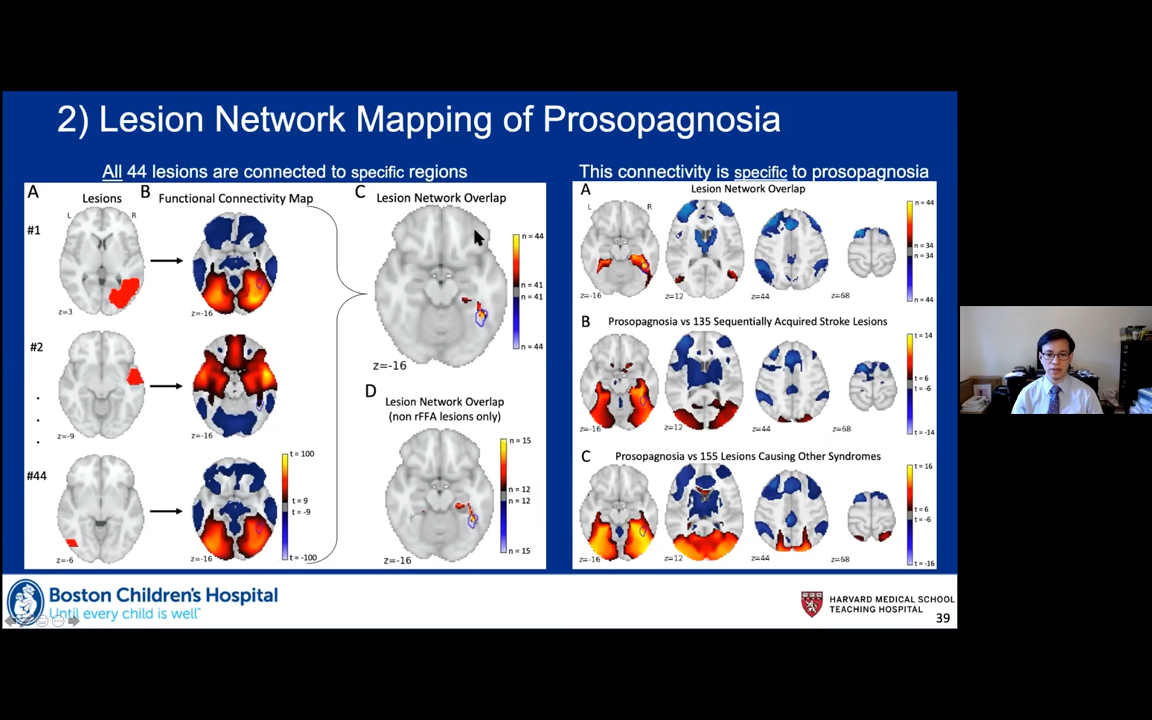 2) Lesion Network Mapping of Prosopagnosia
All 44 lesions are connected to specific regions
A
Lesions
B
Functional Connectivity Map
L
R
#1
z=3
z=-16
#2
z=-9
z=-16
.
.
.
#44
z=-6
z=-16
t = 100
t = 9
t = -9
t = -100
C
Lesion Network Overlap
z=-16
n = 44
n = 41
n = 41
n = 44
D
Lesion Network Overlap
(non rFFA lesions only)
z=-16
n = 15
n = 12
n = 12
n = 15
This connectivity is specific to prosopagnosia
A
Lesion Network Overlap
L
R
z=-16
z=12
z=44
z=68
n = 44
n = 34
n = 34
n = 44
B
Prosopagnosia vs 135 Sequentially Acquired Stroke Lesions
z=-16
z=12
z=44
z=68
t = 14
t = 6
t = -6
t = -14
C
Prosopagnosia vs 155 Lesions Causing Other Syndromes
z=-16
z=12
z=44
z=68
t = 16
t = 6
t = -6
t = -16
Boston Children's Hospital
Until every child is well™
HARVARD MEDICAL SCHOOL
TEACHING HOSPITAL
39